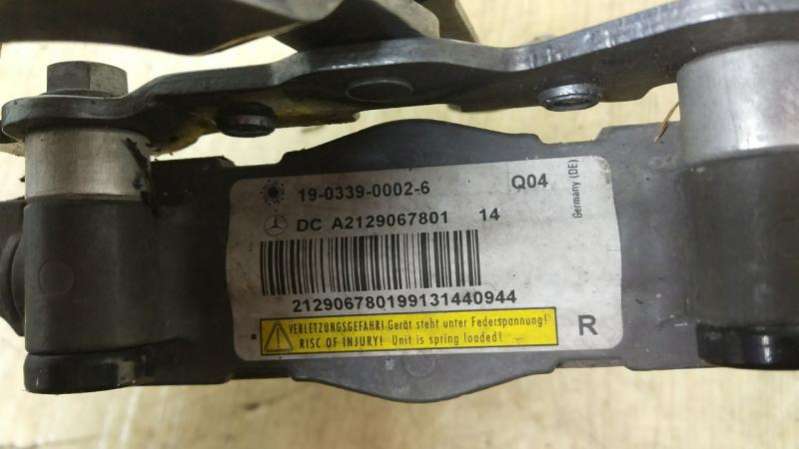 19-0339-0002-6 Q04
Germany (DE)
DC A2129067801 14
212906780199131440944
VERLETZUNGSGEFAHR! Gerät steht unter Federspannung!
RISC OF INJURY! Unit is spring loaded!
R